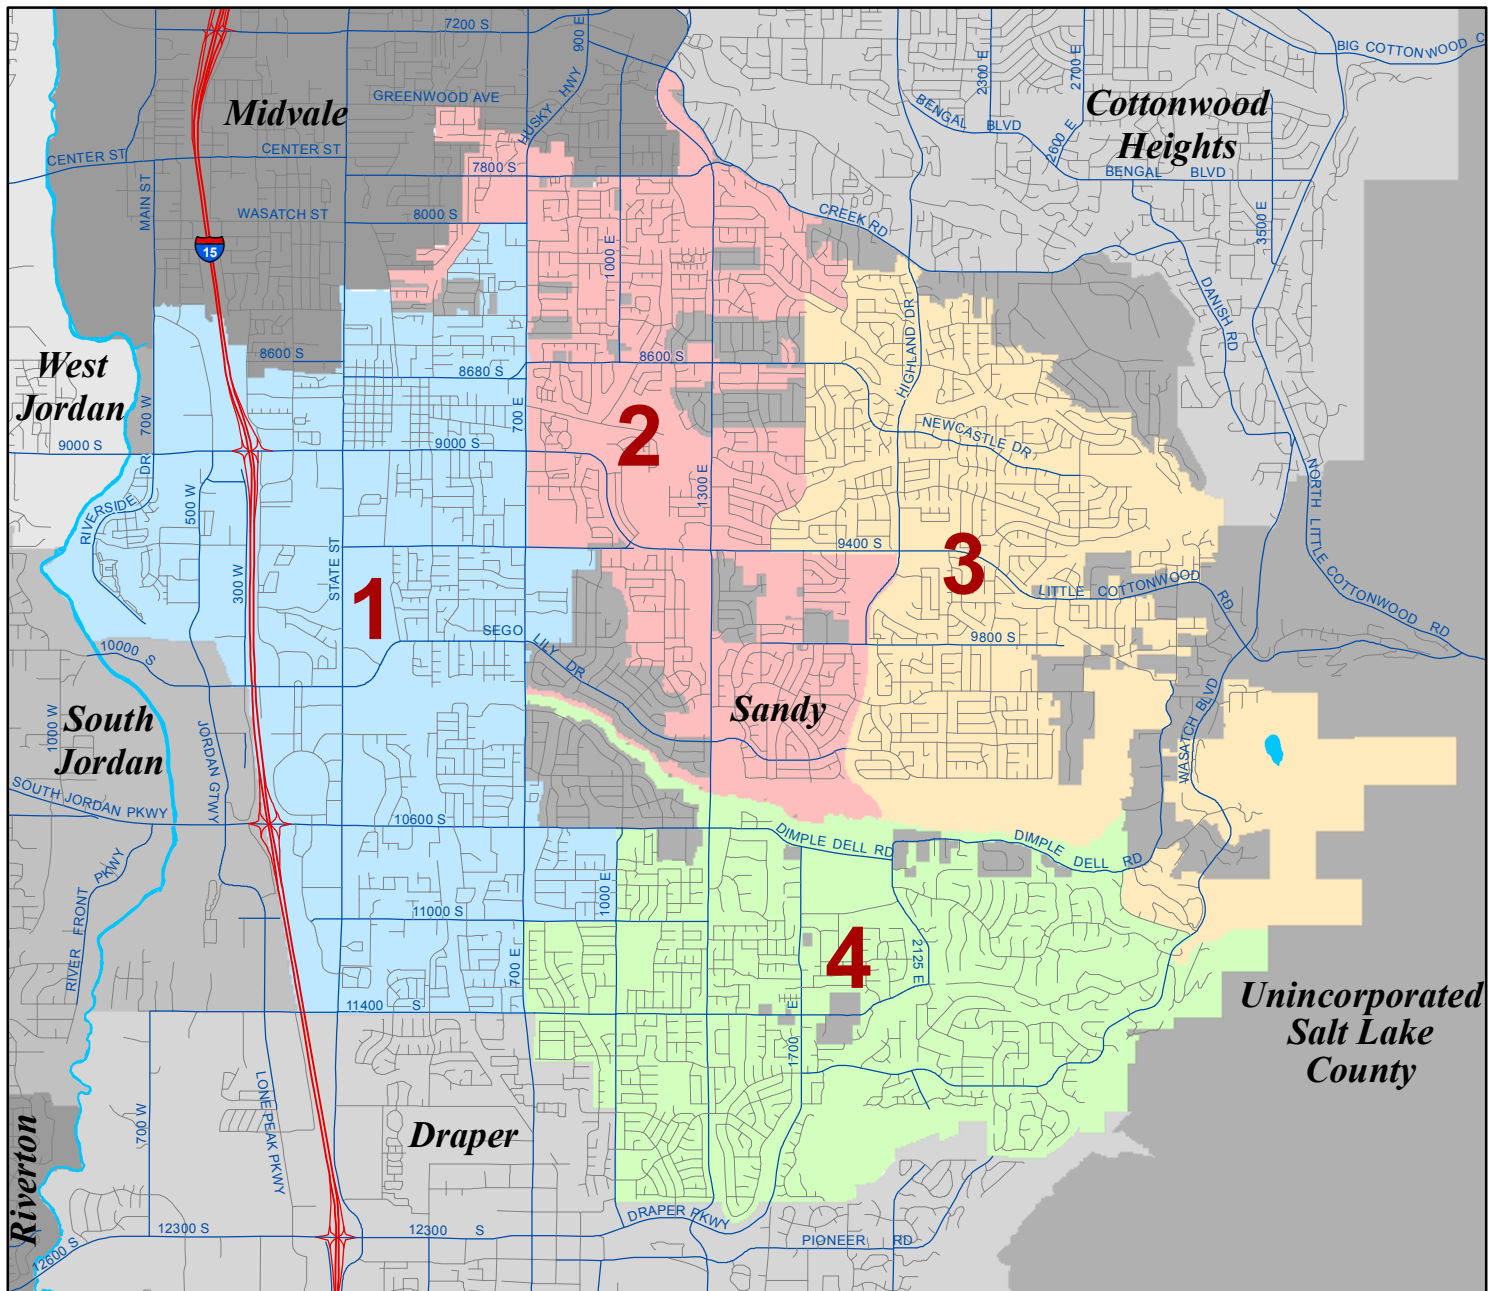 7200 S
900 E
2300 E
2700 E
BIG COTTONWOOD C
Midvale
GREENWOOD AVE
HUSKY HWY
BENGAL BLVD
2600 E
Cottonwood
Heights
CENTER ST
CENTER ST
7800 S
BENGAL BLVD
MAIN ST
WASATCH ST
8000 S
CREEK RD
3500 E
15
1000 E
DANISH RD
HIGHLAND DR
West
Jordan
8600 S
8680 S
8600 S
700 W
700 E
2
NEWCASTLE DR
9000 S
9000 S
DR
1300 E
RIVERSIDE
500 W
NORTH LITTLE COTTONWOOD RD
STATE ST
300 W
1
9400 S
3
LITTLE COTTONWOOD RD
SEGO LILY DR
9800 S
10000 S
1000 W
South
Jordan
JORDAN GTWY
Sandy
WASATCH BLVD
SOUTH JORDAN PKWY
10600 S
DIMPLE DELL RD
DIMPLE DELL RD
RIVER FRONT PKWY
1000 E
11000 S
700 E
4
2125 E
11400 S
1700 E
Unincorporated
Salt Lake
County
LONE PEAK PKWY
700 W
Draper
Riverton
12300 S
12300 S
DRAPER PKWY
PIONEER RD
12600 S